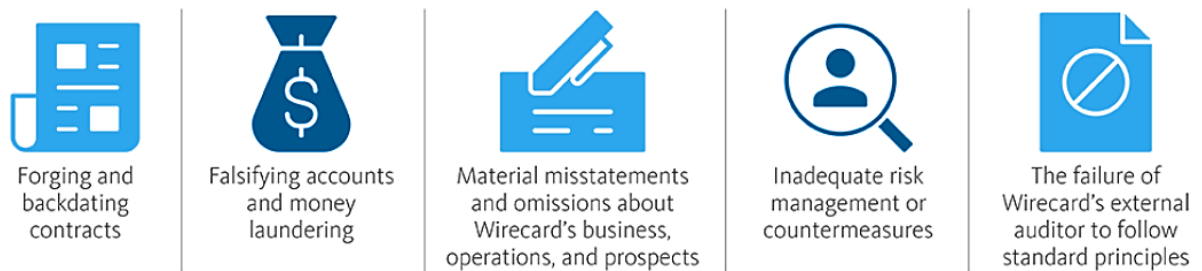 $
Forging and
backdating
contracts
Falsifying accounts
and money
laundering
Material misstatements
and omissions about
Wirecard's business,
operations, and prospects
Inadequate risk
management or
countermeasures
The failure of
Wirecard's external
auditor to follow
standard principles